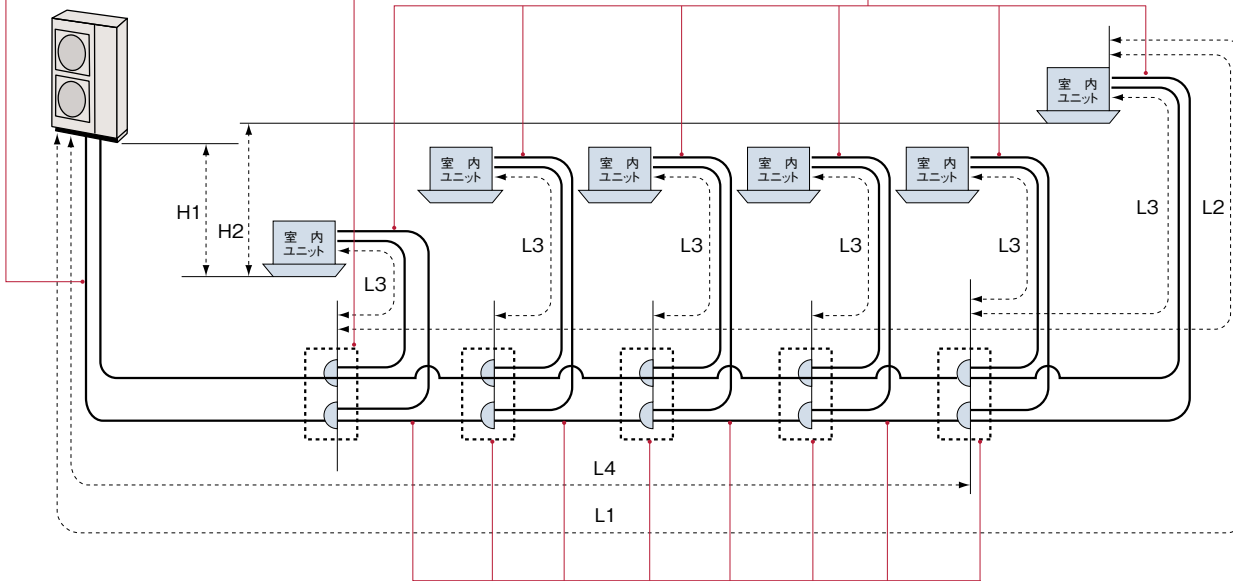 室 内
ユニット
室 内
ユニット
室 内
ユニット
室 内
ユニット
室 内
ユニット
室 内
ユニット
H1
H2
L3
L3
L3
L3
L3
L3
L2
L4
L1